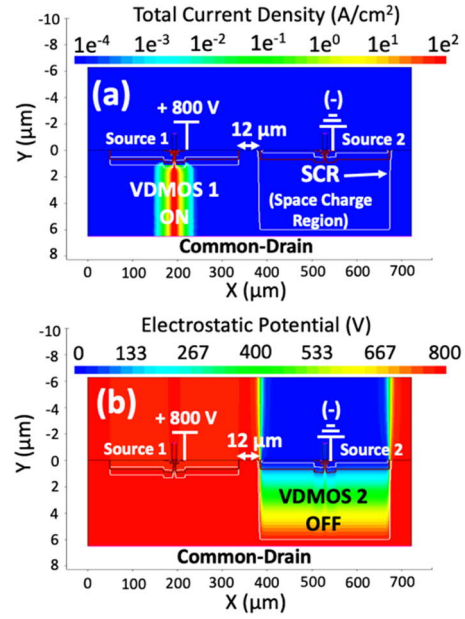 Total Current Density (A/cm²)
1e⁻⁴ 1e⁻³ 1e⁻² 1e⁻¹ 1e⁰ 1e¹ 1e²
-10
-8
-6
-4
-2
0
2
4
6
8
Y (µm)
(a)
+ 800 V
12 µm
(-)
Source 1
Source 2
SCR
(Space Charge
Region)
VDMOS 1
ON
Common-Drain
0 100 200 300 400 500 600 700
X (µm)
Electrostatic Potential (V)
0 133 267 400 533 667 800
-10
-8
-6
-4
-2
0
2
4
6
8
Y (µm)
(b)
+ 800 V
12 µm
(-)
Source 1
Source 2
VDMOS 2
OFF
Common-Drain
0 100 200 300 400 500 600 700
X (µm)